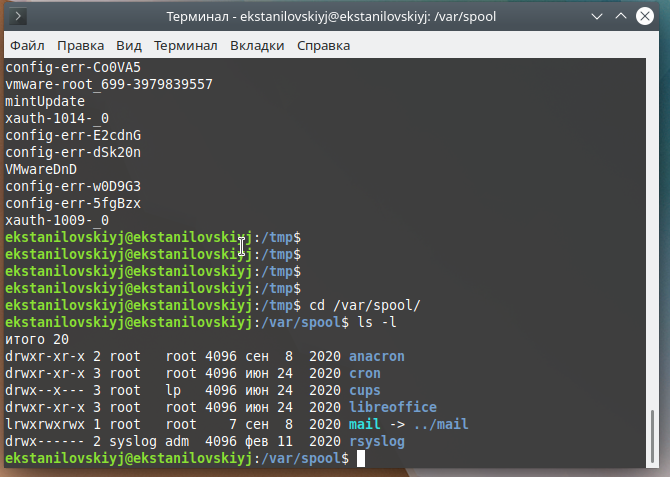 Терминал - ekstanilovskiyj@ekstanilovskiyj: /var/spool
Файл Правка Вид Терминал Вкладки Справка
config-err-Co0VA5
vmware-root_699-3979839557
mintUpdate
xauth-1014-_0
config-err-E2cdnG
config-err-dSk20n
VMwareDnD
config-err-w0D9G3
config-err-5fgBzx
xauth-1009-_0
ekstanilovskiyj@ekstanilovskiyj:/tmp$
ekstanilovskiyj@ekstanilovskiyj:/tmp$
ekstanilovskiyj@ekstanilovskiyj:/tmp$
ekstanilovskiyj@ekstanilovskiyj:/tmp$
ekstanilovskiyj@ekstanilovskiyj:/tmp$ cd /var/spool/
ekstanilovskiyj@ekstanilovskiyj:/var/spool$ ls -l
итого 20
drwxr-xr-x 2 root   root 4096 сен  8  2020 anacron
drwxr-xr-x 3 root   root 4096 июн 24  2020 cron
drwx--x--- 3 root   lp   4096 июн 24  2020 cups
drwxr-xr-x 3 root   root 4096 июн 24  2020 libreoffice
lrwxrwxrwx 1 root   root    7 сен  8  2020 mail -> ../mail
drwx------ 2 syslog adm  4096 фев 11  2020 rsyslog
ekstanilovskiyj@ekstanilovskiyj:/var/spool$